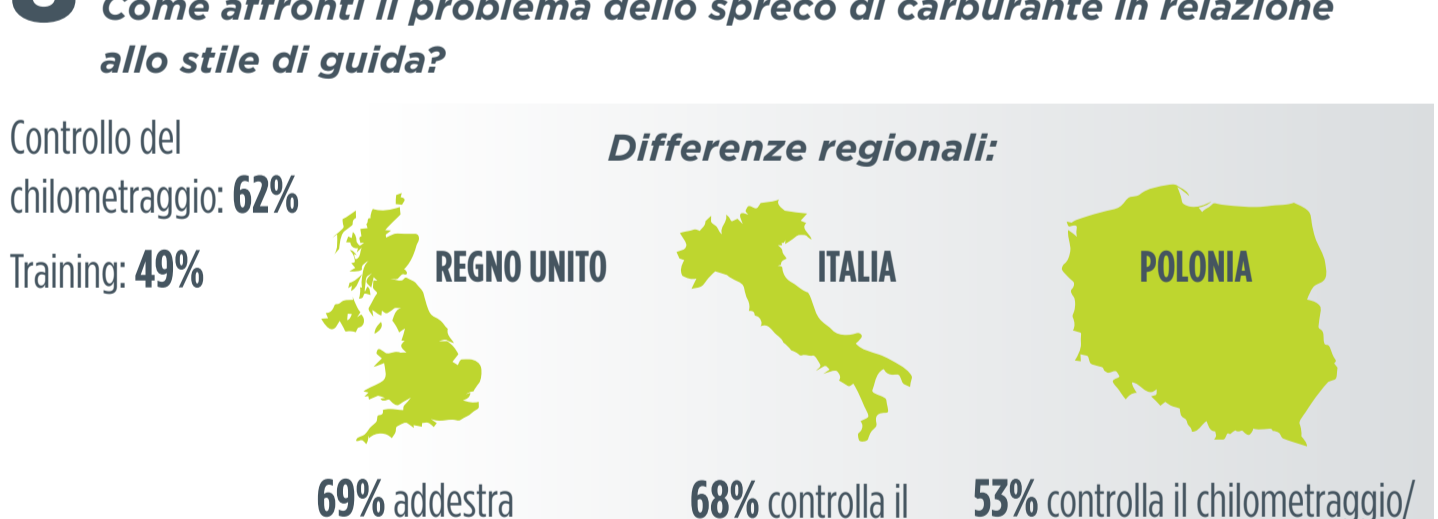 Come affronti il problema dello spreco di carburante in relazione
allo stile di guida?
Controllo del
chilometraggio: 62%
Training: 49%
Differenze regionali:
REGNO UNITO
ITALIA
POLONIA
69% addestra
68% controlla il
53% controlla il chilometraggio/